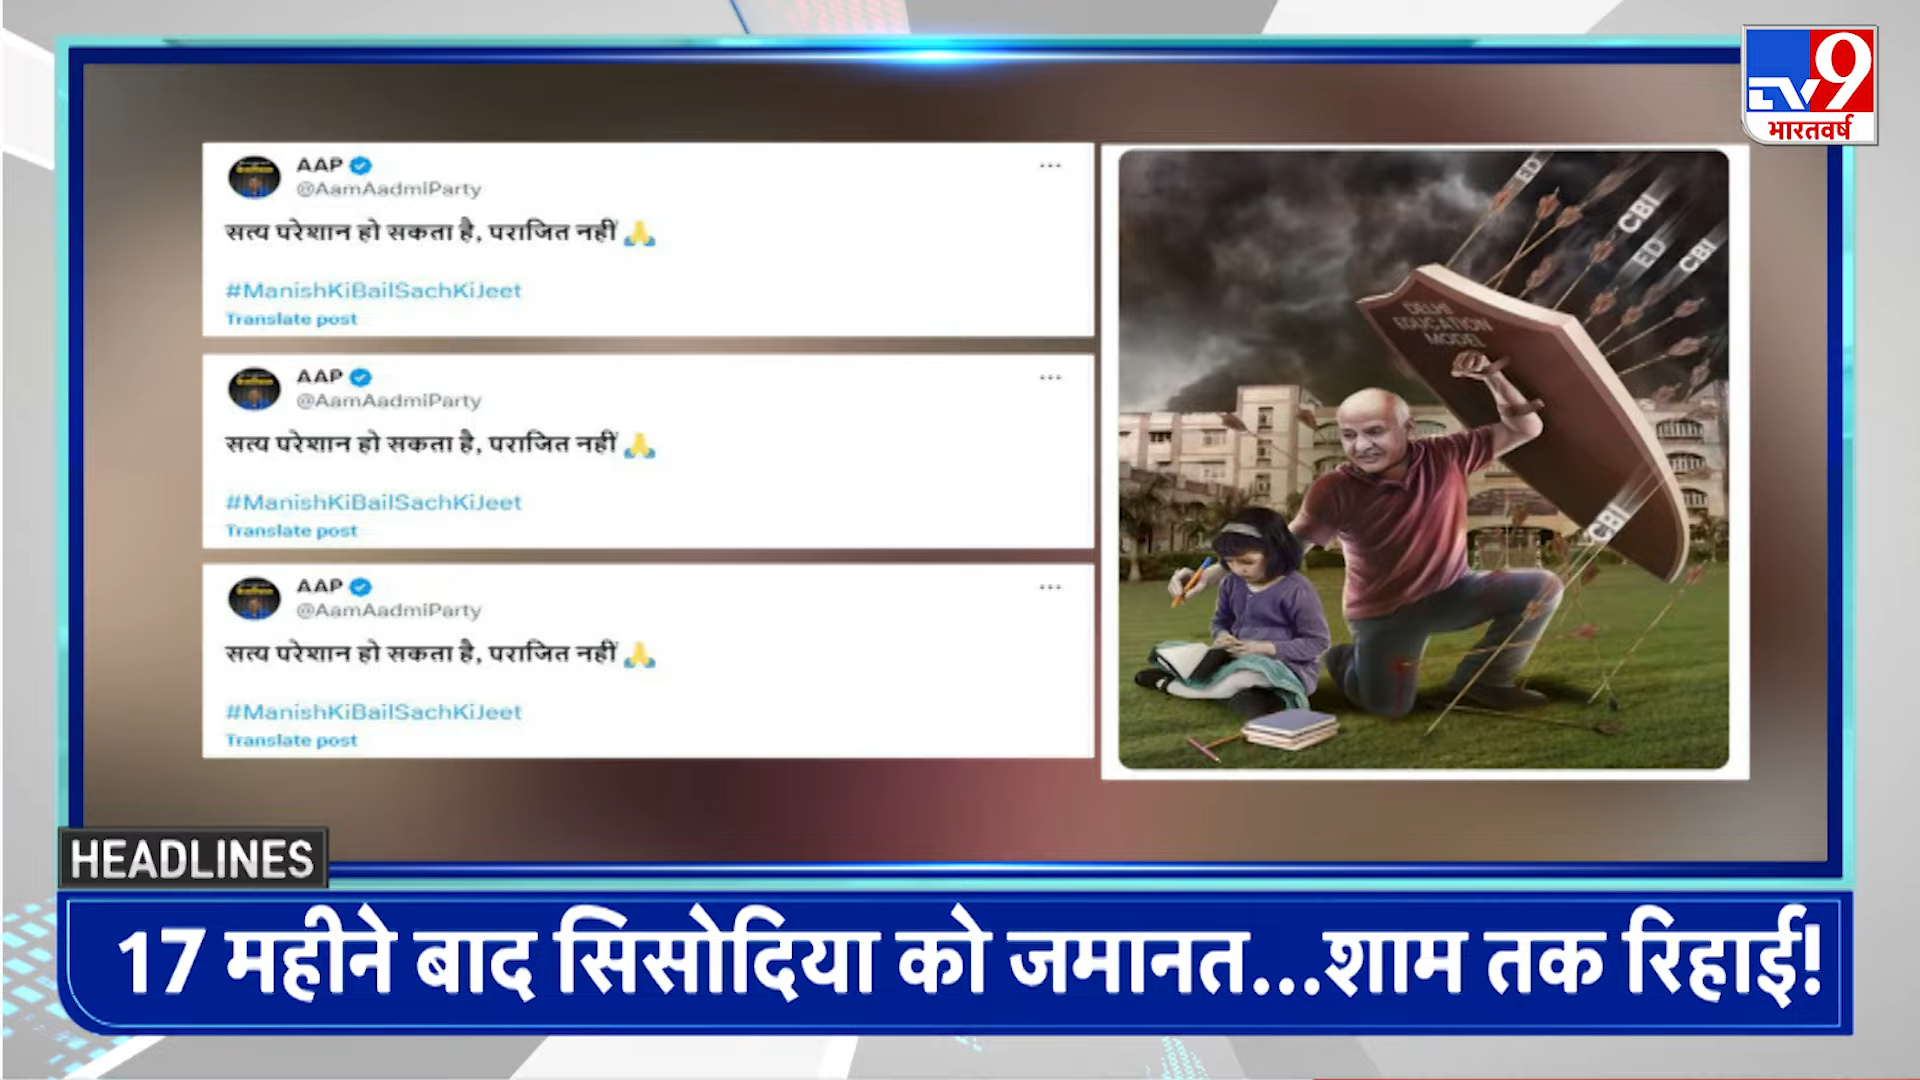 TV9
भारतवर्ष
AAP
@AamAadmiParty
सत्य परेशान हो सकता है, पराजित नहीं 🙏
#ManishKiBailSachKiJeet
Translate post
AAP
@AamAadmiParty
सत्य परेशान हो सकता है, पराजित नहीं 🙏
#ManishKiBailSachKiJeet
Translate post
AAP
@AamAadmiParty
सत्य परेशान हो सकता है, पराजित नहीं 🙏
#ManishKiBailSachKiJeet
Translate post
CBI
ED
CBI
DELHI
EDUCATION
MODEL
CBI
HEADLINES
17 महीने बाद सिसोदिया को जमानत...शाम तक रिहाई!